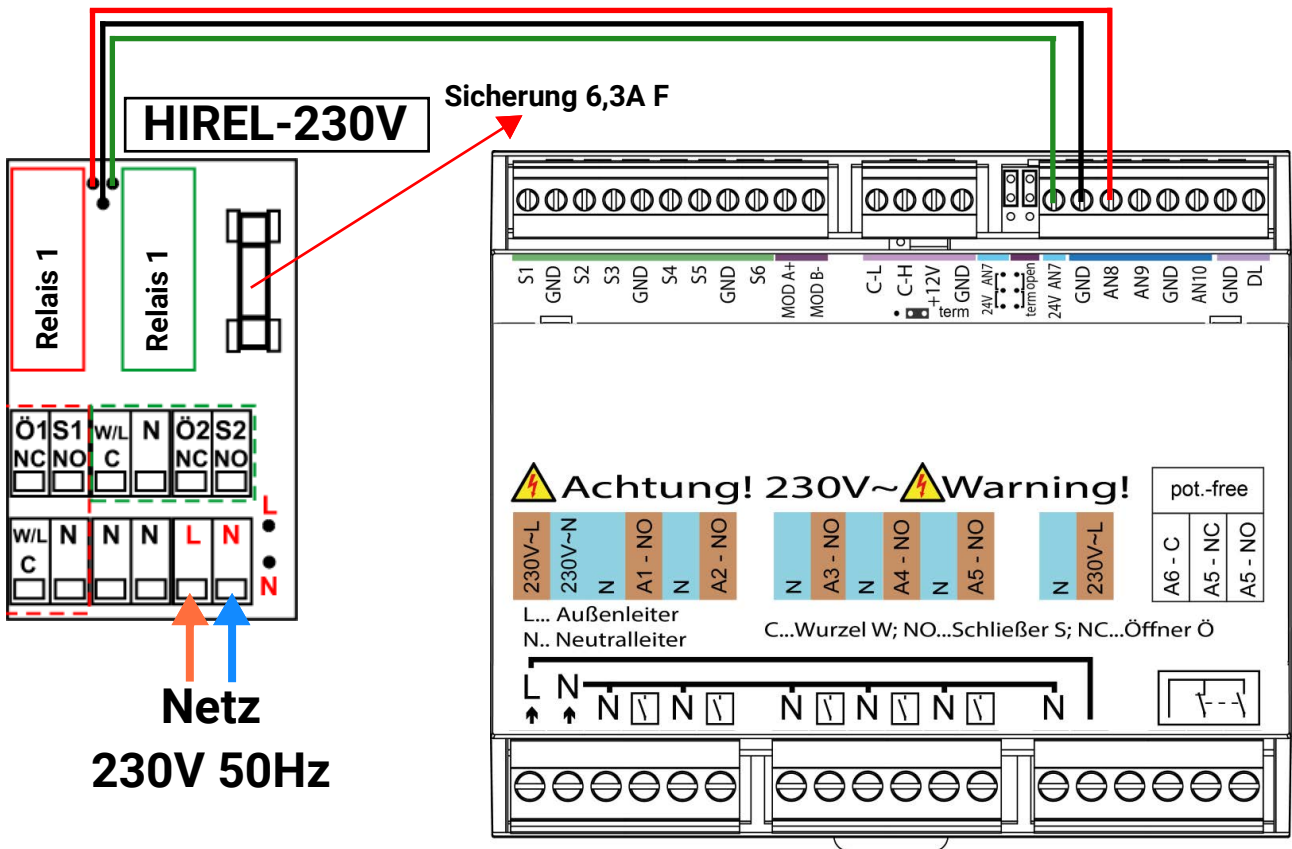 Sicherung 6,3A F
HIREL-230V
Relais 1
Relais 1
Ö1 S1 W/L N Ö2 S2
NC NO C NC NO
L
W/L N N N L N
C
N
Netz
230V 50Hz
S1 GND S2 S3 GND S4 S5 GND S6 MOD A+ MOD B-
C-L C-H +12V GND
term
24V AN7
term open
24V AN7 GND AN8 AN9 GND AN10 GND DL
Achtung! 230V~ Warning!
pot.-free
230V~L 230V~N N A1 - NO N A2 - NO
N A3 - NO N A4 - NO N A5 - NO
N 230V~L
A6 - C A5 - NC A5 - NO
L... Außenleiter
N.. Neutralleiter
C...Wurzel W; NO...Schließer S; NC...Öffner Ö
L N N N N N N N